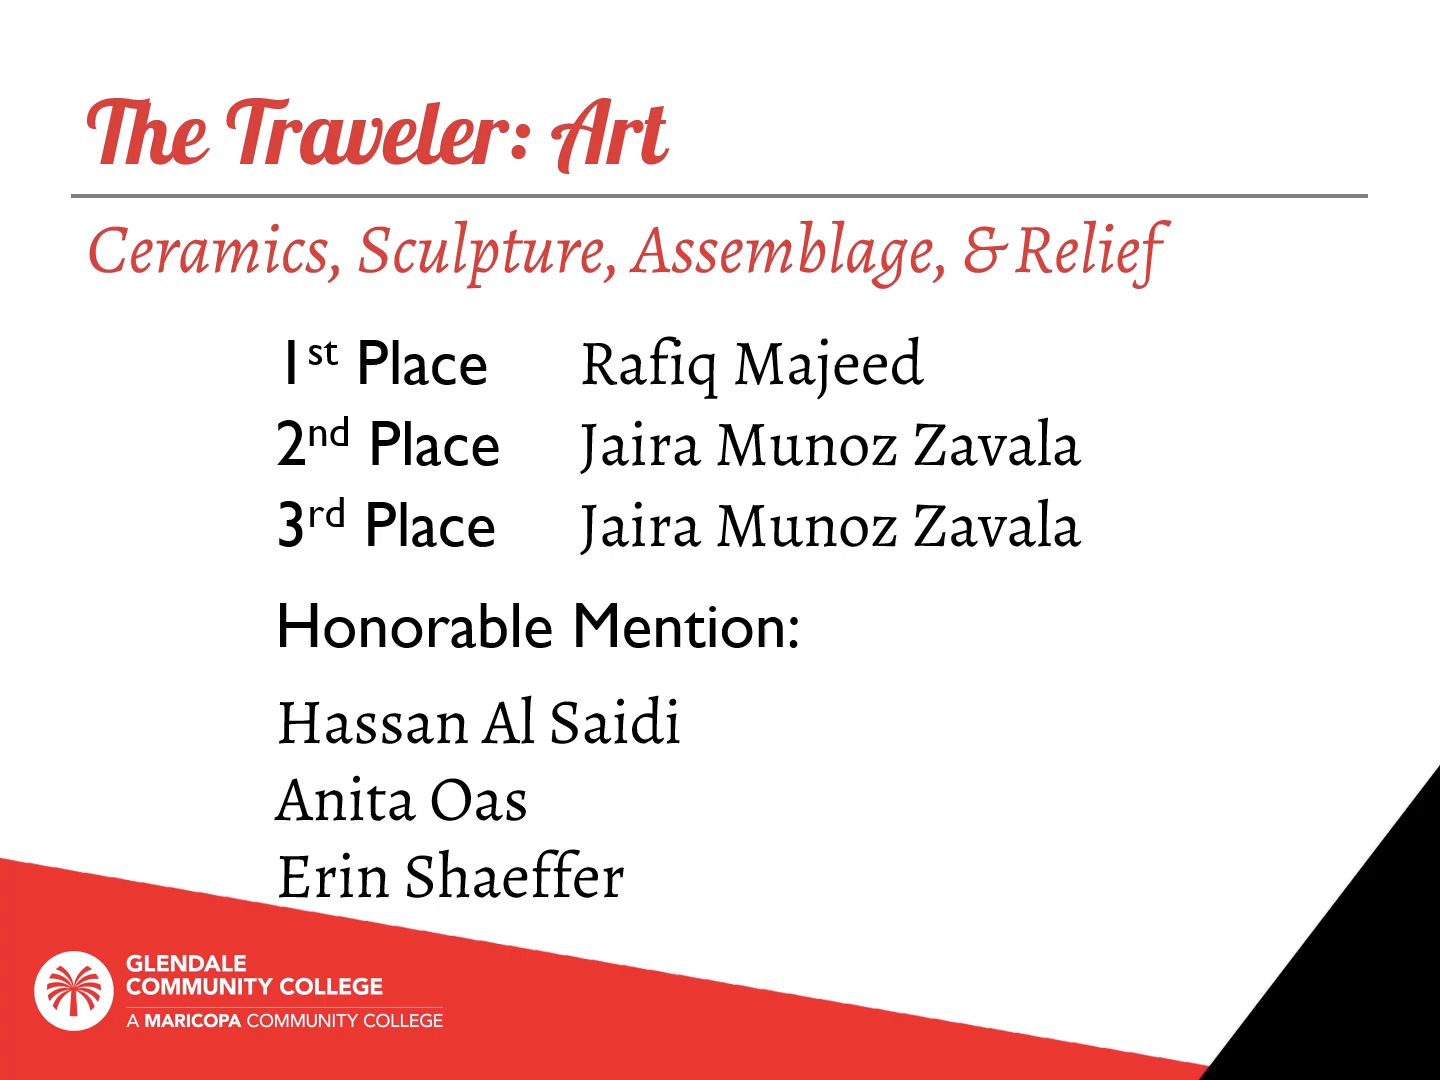 The Traveler: Art
Ceramics, Sculpture, Assemblage, & Relief
1st Place Rafiq Majeed
2nd Place Jaira Munoz Zavala
3rd Place Jaira Munoz Zavala
Honorable Mention:
Hassan Al Saidi
Anita Oas
Erin Shaeffer
GLENDALE
COMMUNITY COLLEGE
A MARICOPA COMMUNITY COLLEGE